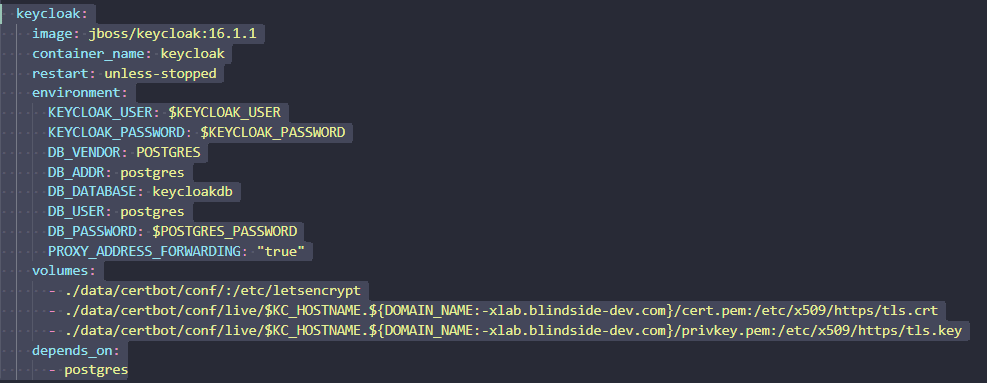 keycloak:
image: jboss/keycloak:16.1.1
container_name: keycloak
restart: unless-stopped
environment:
KEYCLOAK_USER: $KEYCLOAK_USER
KEYCLOAK_PASSWORD: $KEYCLOAK_PASSWORD
DB_VENDOR: POSTGRES
DB_ADDR: postgres
DB_DATABASE: keycloakdb
DB_USER: postgres
DB_PASSWORD: $POSTGRES_PASSWORD
PROXY_ADDRESS_FORWARDING: "true"
volumes:
- ./data/certbot/conf/:/etc/letsencrypt
- ./data/certbot/conf/live/$KC_HOSTNAME.${DOMAIN_NAME:-xlab.blindside-dev.com}/cert.pem:/etc/x509/https/tls.crt
- ./data/certbot/conf/live/$KC_HOSTNAME.${DOMAIN_NAME:-xlab.blindside-dev.com}/privkey.pem:/etc/x509/https/tls.key
depends_on:
- postgres